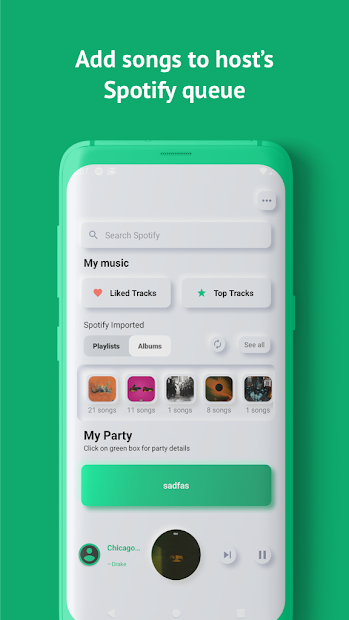 Add songs to host's
Spotify queue
Search Spotify
My music
Liked Tracks
Top Tracks
Spotify Imported
Playlists
Albums
See all
21 songs
11 songs
1 songs
8 songs
1 songs
My Party
Click on green box for party details
sadfas
Chicago...
~Drake